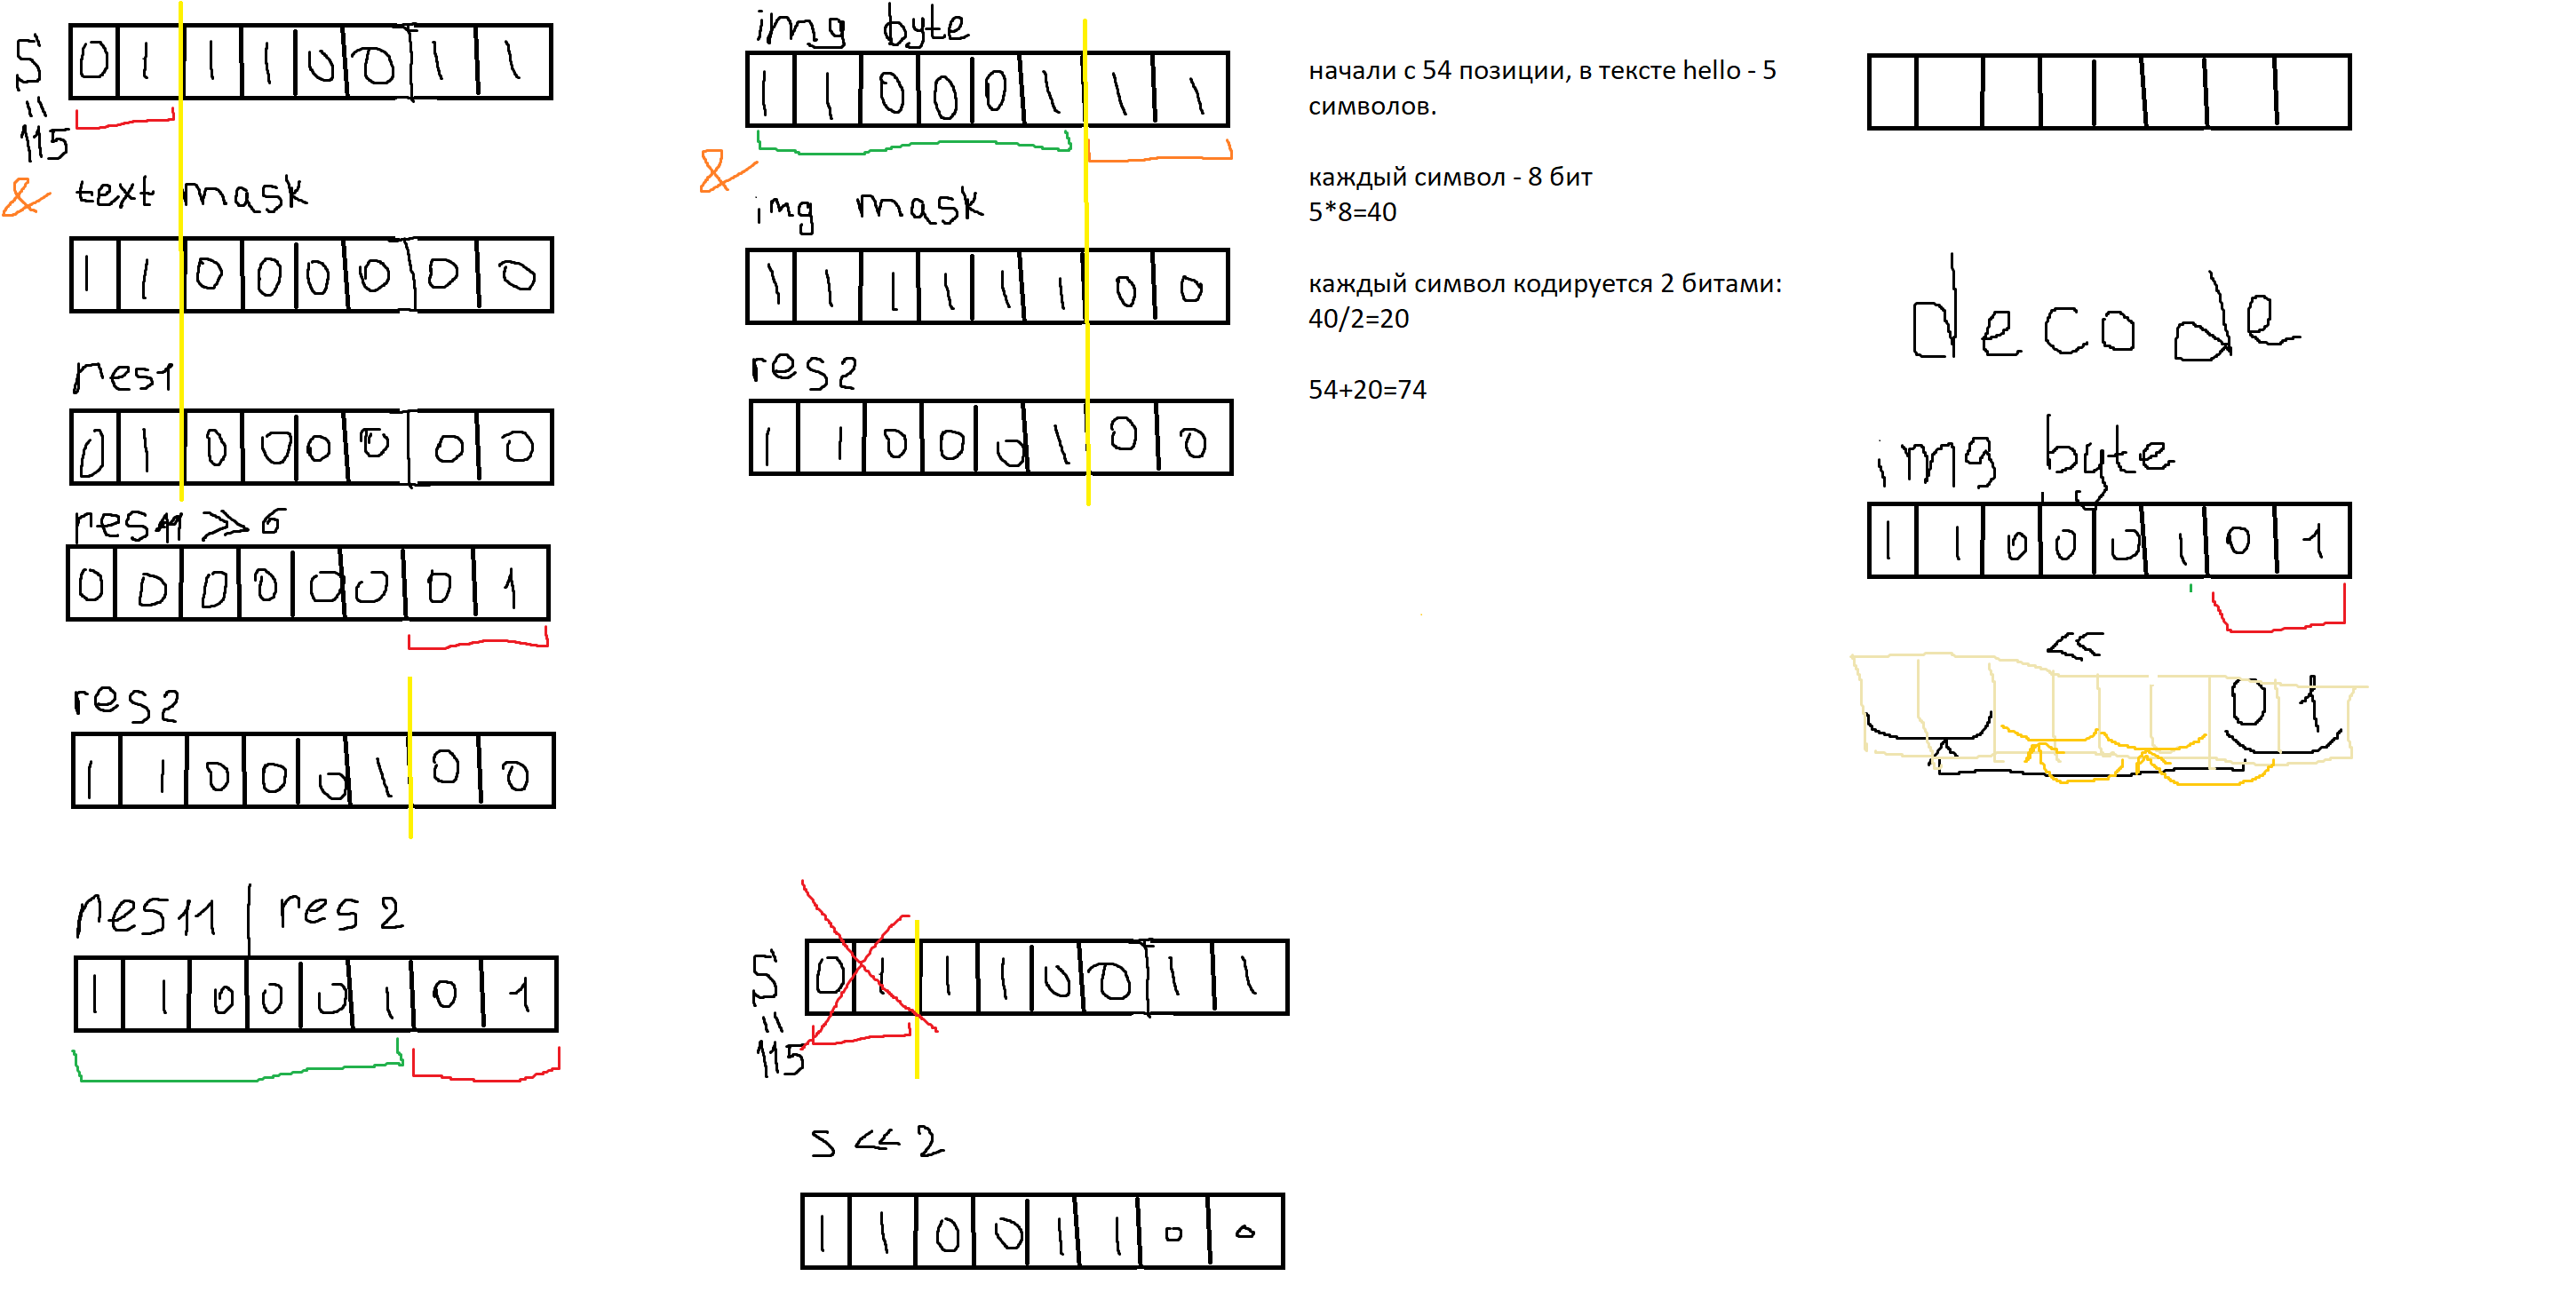 S 0 1 1 1 0 0 1 1
=
115
& text mask
1 1 0 0 0 0 0 0
res1
0 1 0 0 0 0 0 0
res11 >> 6
0 0 0 0 0 0 0 1
res2
1 1 0 0 0 1 0 0
res11 | res2
1 1 0 0 0 1 0 1
img byte
1 1 0 0 0 1 1 1
&
img mask
1 1 1 1 1 1 0 0
res2
1 1 0 0 0 1 0 0
S 0 1 1 1 0 0 1 1
=
115
s << 2
1 1 0 0 1 1 0 0
начали с 54 позиции, в тексте hello - 5
символов.
каждый символ - 8 бит
5*8=40
каждый символ кодируется 2 битами:
40/2=20
54+20=74
decode
img byte
1 1 0 0 0 1 0 1
<<
0 1